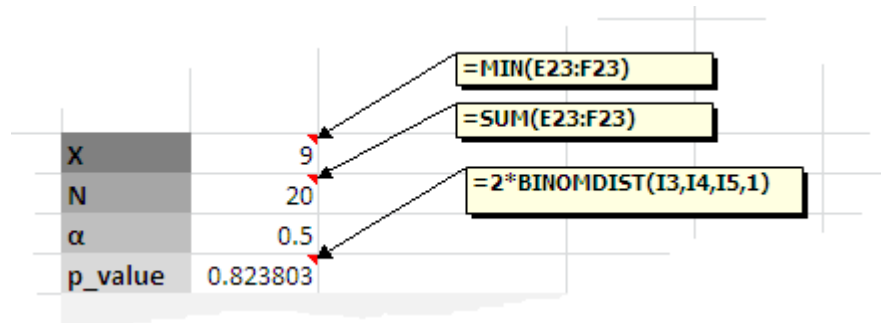 =MIN(E23:F23)
=SUM(E23:F23)
X 9
=2*BINOMDIST(I3,I4,I5,1)
N 20
α 0.5
p_value 0.823803